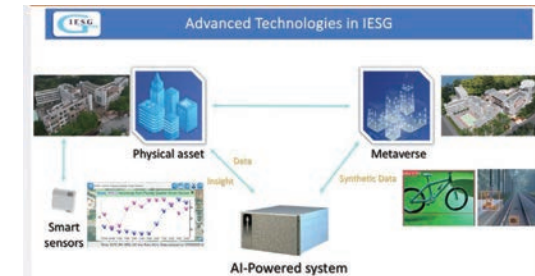 IESG
Advanced Technologies in IESG
Physical asset
Metaverse
Data
Insight
Synthetic Data
Smart
sensors
AI-Powered system